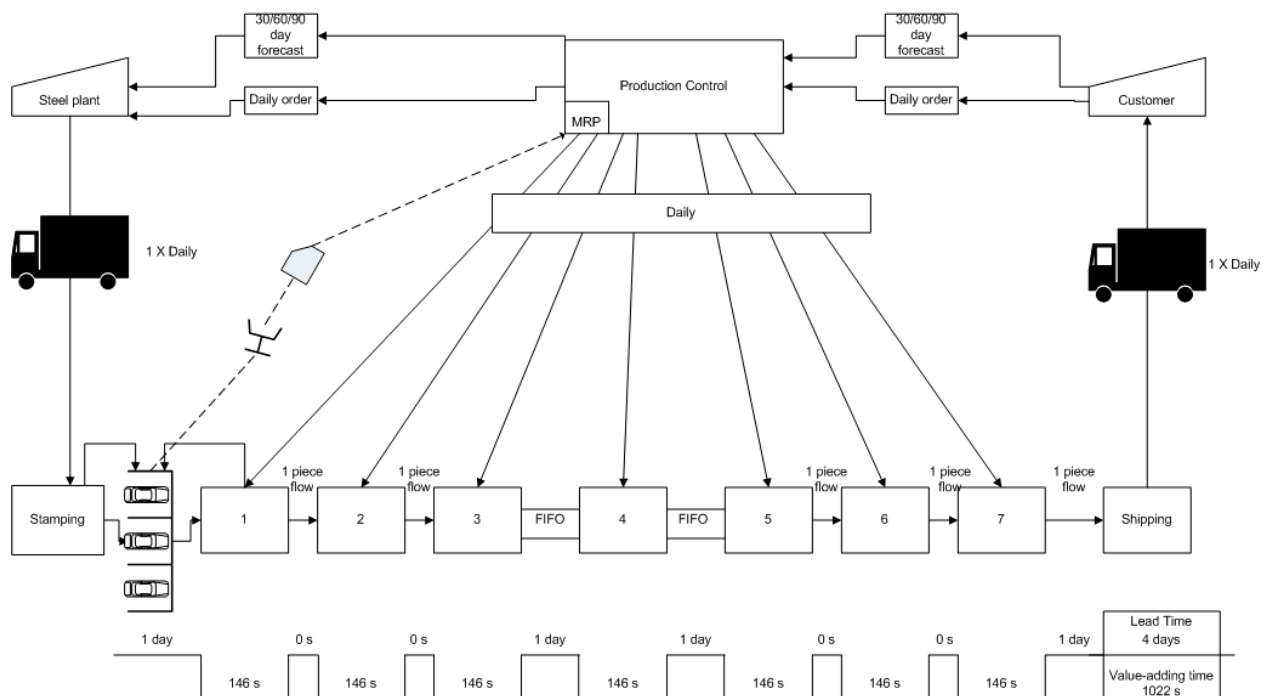 30/60/90
day
forecast
30/60/90
day
forecast
Steel plant
Daily order
Production Control
Daily order
Customer
MRP
Daily
1 X Daily
1 X Daily
1 piece
flow
1 piece
flow
1 piece
flow
1 piece
flow
1 piece
flow
Stamping
1
2
3
FIFO
4
FIFO
5
6
7
Shipping
1 day
0 s
0 s
1 day
1 day
0 s
0 s
1 day
Lead Time
4 days
146 s
146 s
146 s
146 s
146 s
146 s
146 s
Value-adding time
1022 s